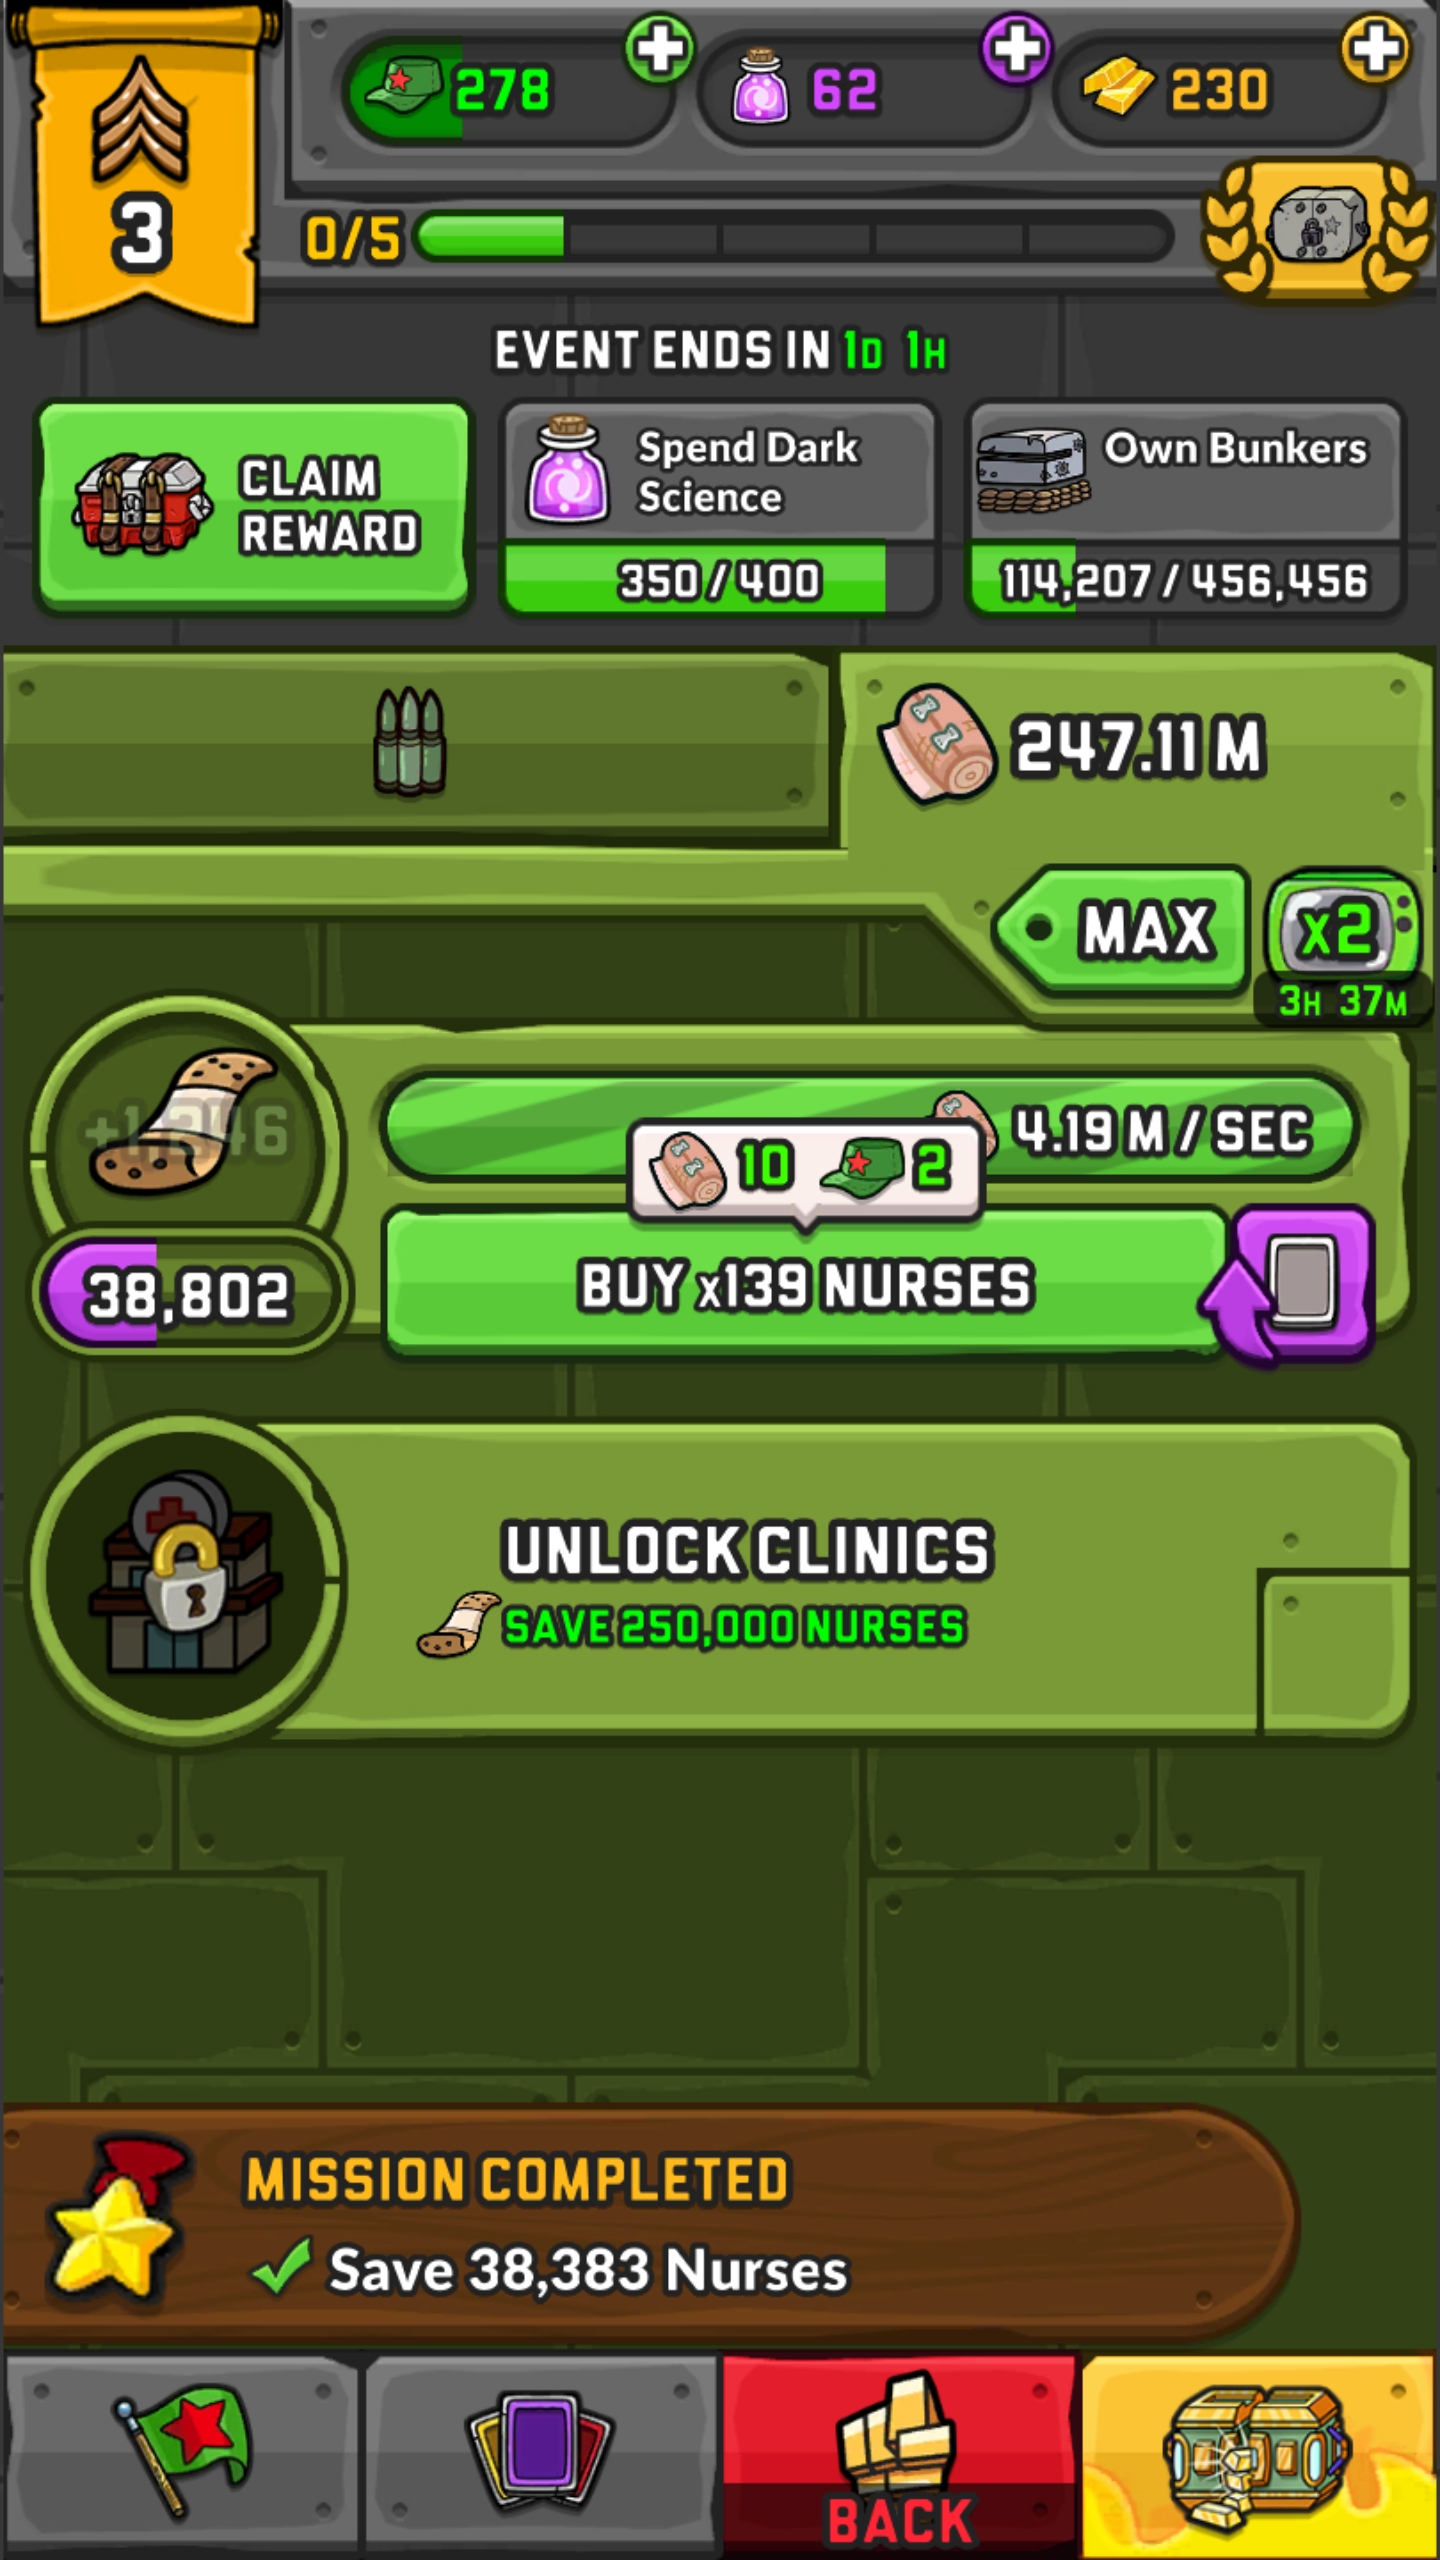 278
62
230
3
0/5
EVENT ENDS IN 1D 1H
CLAIM
REWARD
Spend Dark
Science
350 / 400
Own Bunkers
114,207 / 456,456
247.11 M
MAX
x2
3H 37M
4.19 M / SEC
10
2
BUY x139 NURSES
38,802
UNLOCK CLINICS
SAVE 250,000 NURSES
MISSION COMPLETED
Save 38,383 Nurses
BACK